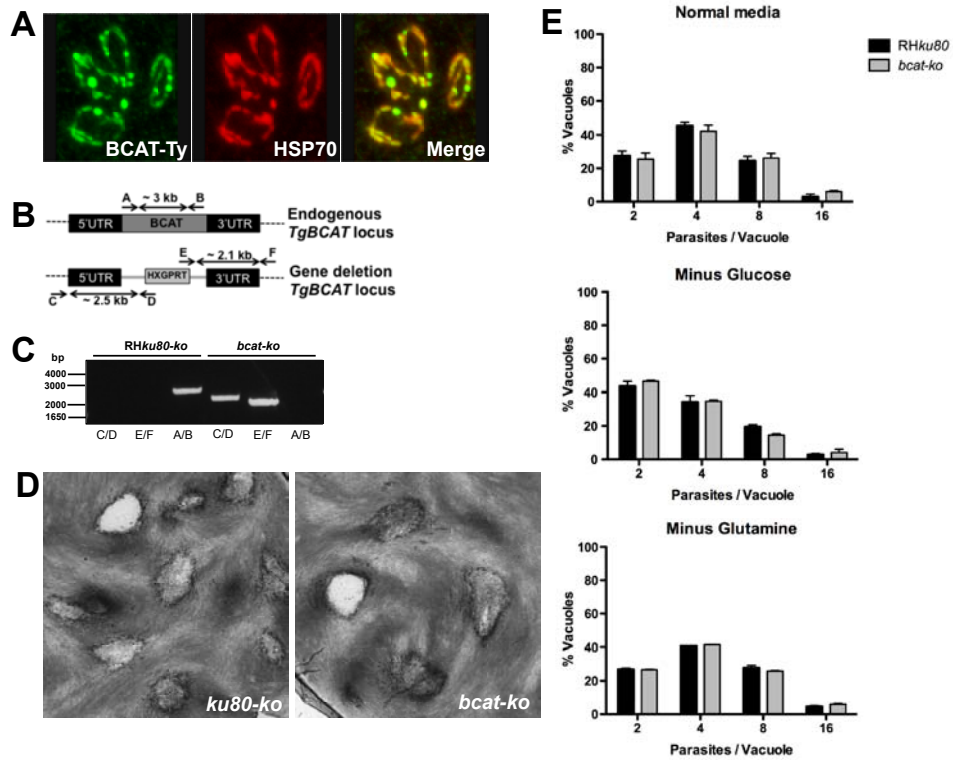 A
BCAT-Ty
HSP70
Merge
B
A ~ 3 kb B
5'UTR BCAT 3'UTR
Endogenous
TgBCAT locus
E ~ 2.1 kb F
5'UTR HXGPRT 3'UTR
Gene deletion
TgBCAT locus
C ~ 2.5 kb D
C
RHku80-ko bcat-ko
bp
4000
3000
2000
1650
C/D E/F A/B C/D E/F A/B
D
ku80-ko
bcat-ko
E
Normal media
RHku80
bcat-ko
% Vacuoles
100
80
60
40
20
0
2 4 8 16
Parasites / Vacuole
Minus Glucose
% Vacuoles
100
80
60
40
20
0
2 4 8 16
Parasites / Vacuole
Minus Glutamine
% Vacuoles
100
80
60
40
20
0
2 4 8 16
Parasites / Vacuole